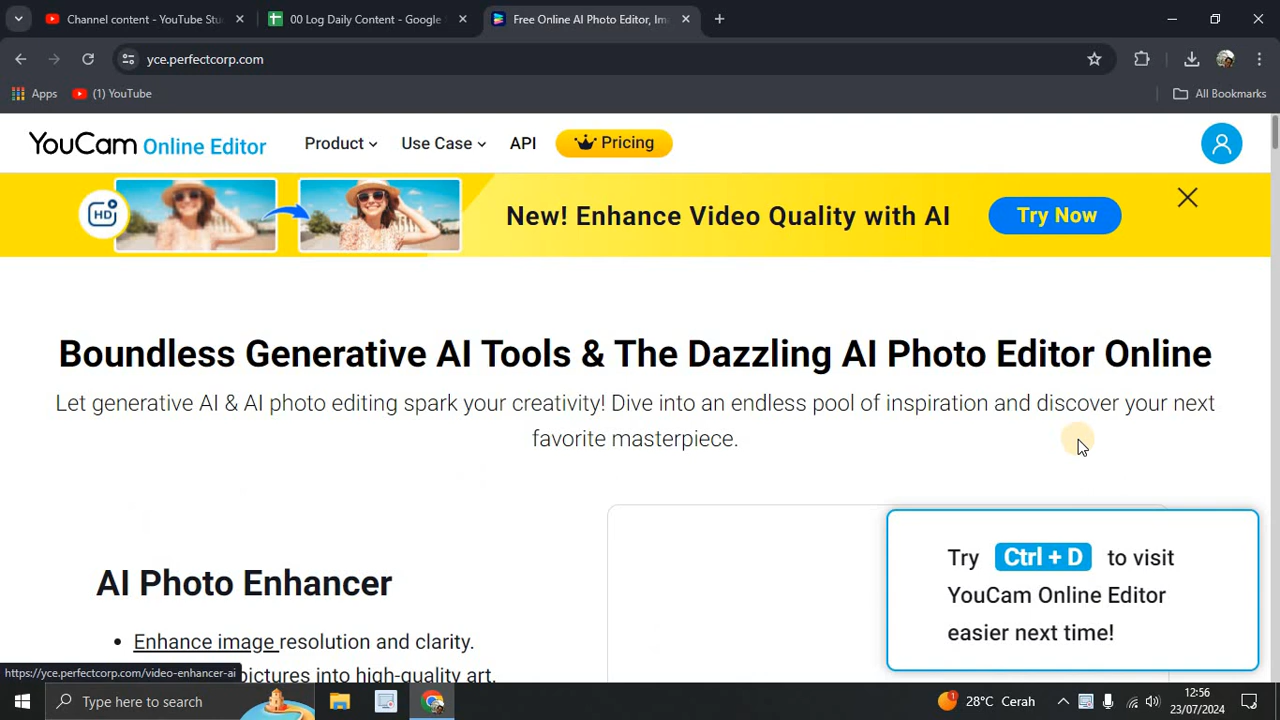 Channel content - YouTube Stu
00 Log Daily Content - Google
Free Online AI Photo Editor, Im
yce.perfectcorp.com
Apps
(1) YouTube
All Bookmarks
YouCam Online Editor
Product
Use Case
API
Pricing
HD
New! Enhance Video Quality with AI
Try Now
Boundless Generative AI Tools & The Dazzling AI Photo Editor Online
Let generative AI & AI photo editing spark your creativity! Dive into an endless pool of inspiration and discover your next
favorite masterpiece.
AI Photo Enhancer
• Enhance image resolution and clarity.
pictures into high-quality art.
Try Ctrl + D to visit
YouCam Online Editor
easier next time!
https://yce.perfectcorp.com/video-enhancer-ai
Type here to search
1
28°C Cerah
12:56
23/07/2024